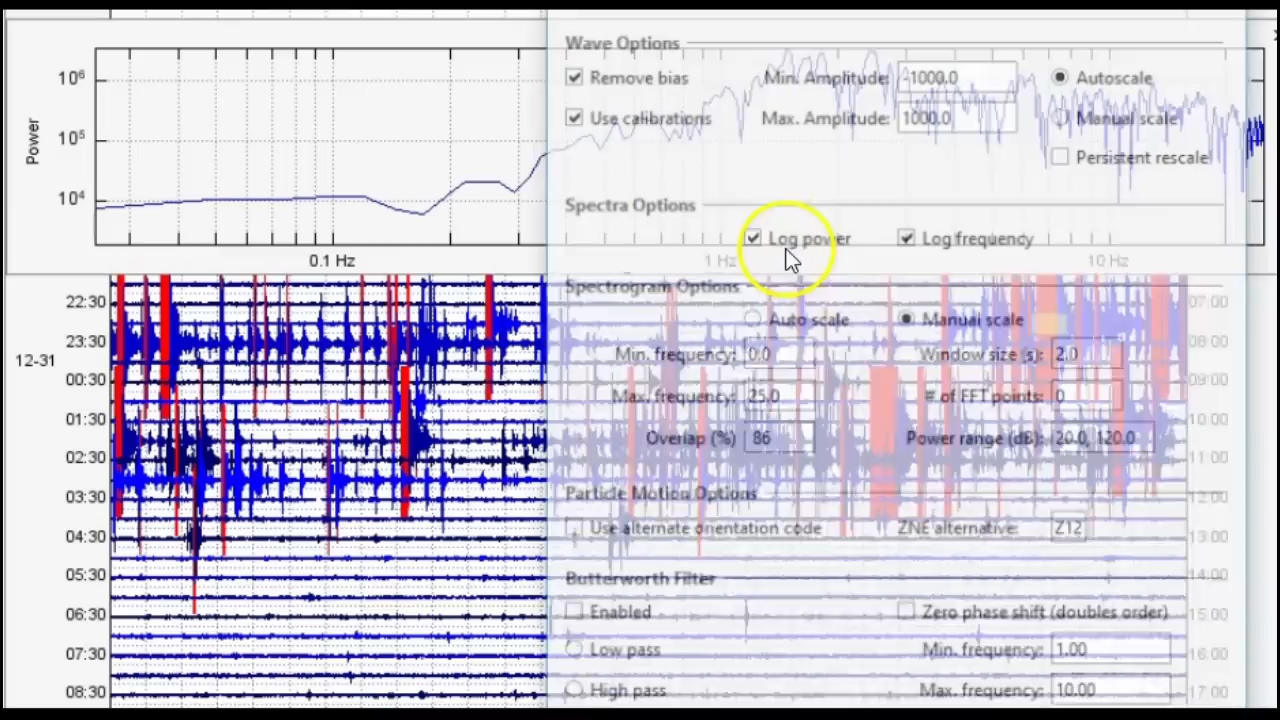 Wave Options
10⁶
Remove bias Min. Amplitude: -1000.0 Autoscale
Use calibrations Max. Amplitude: 1000.0 Manual scale
Power
10⁵
Persistent rescale
10⁴
Spectra Options
Log power Log frequency
0.1 Hz 1 Hz 10 Hz
Spectrogram Options
22:30 07:00
Auto scale Manual scale
23:30 08:00
Min. frequency: 0.0 Window size (s): 2.0
12-31
00:30 09:00
Max. frequency: 25.0 # of FFT points: 0
01:30 10:00
Overlap (%) 86 Power range (dB): 20.0, 120.0
02:30 11:00
Particle Motion Options
03:30 12:00
Use alternate orientation code ZNE alternative: Z12
04:30 13:00
05:30 14:00
Butterworth Filter
Enabled Zero phase shift (doubles order)
06:30 15:00
Low pass Min. frequency: 1.00
07:30
High pass Max. frequency: 10.00
08:30 17:00